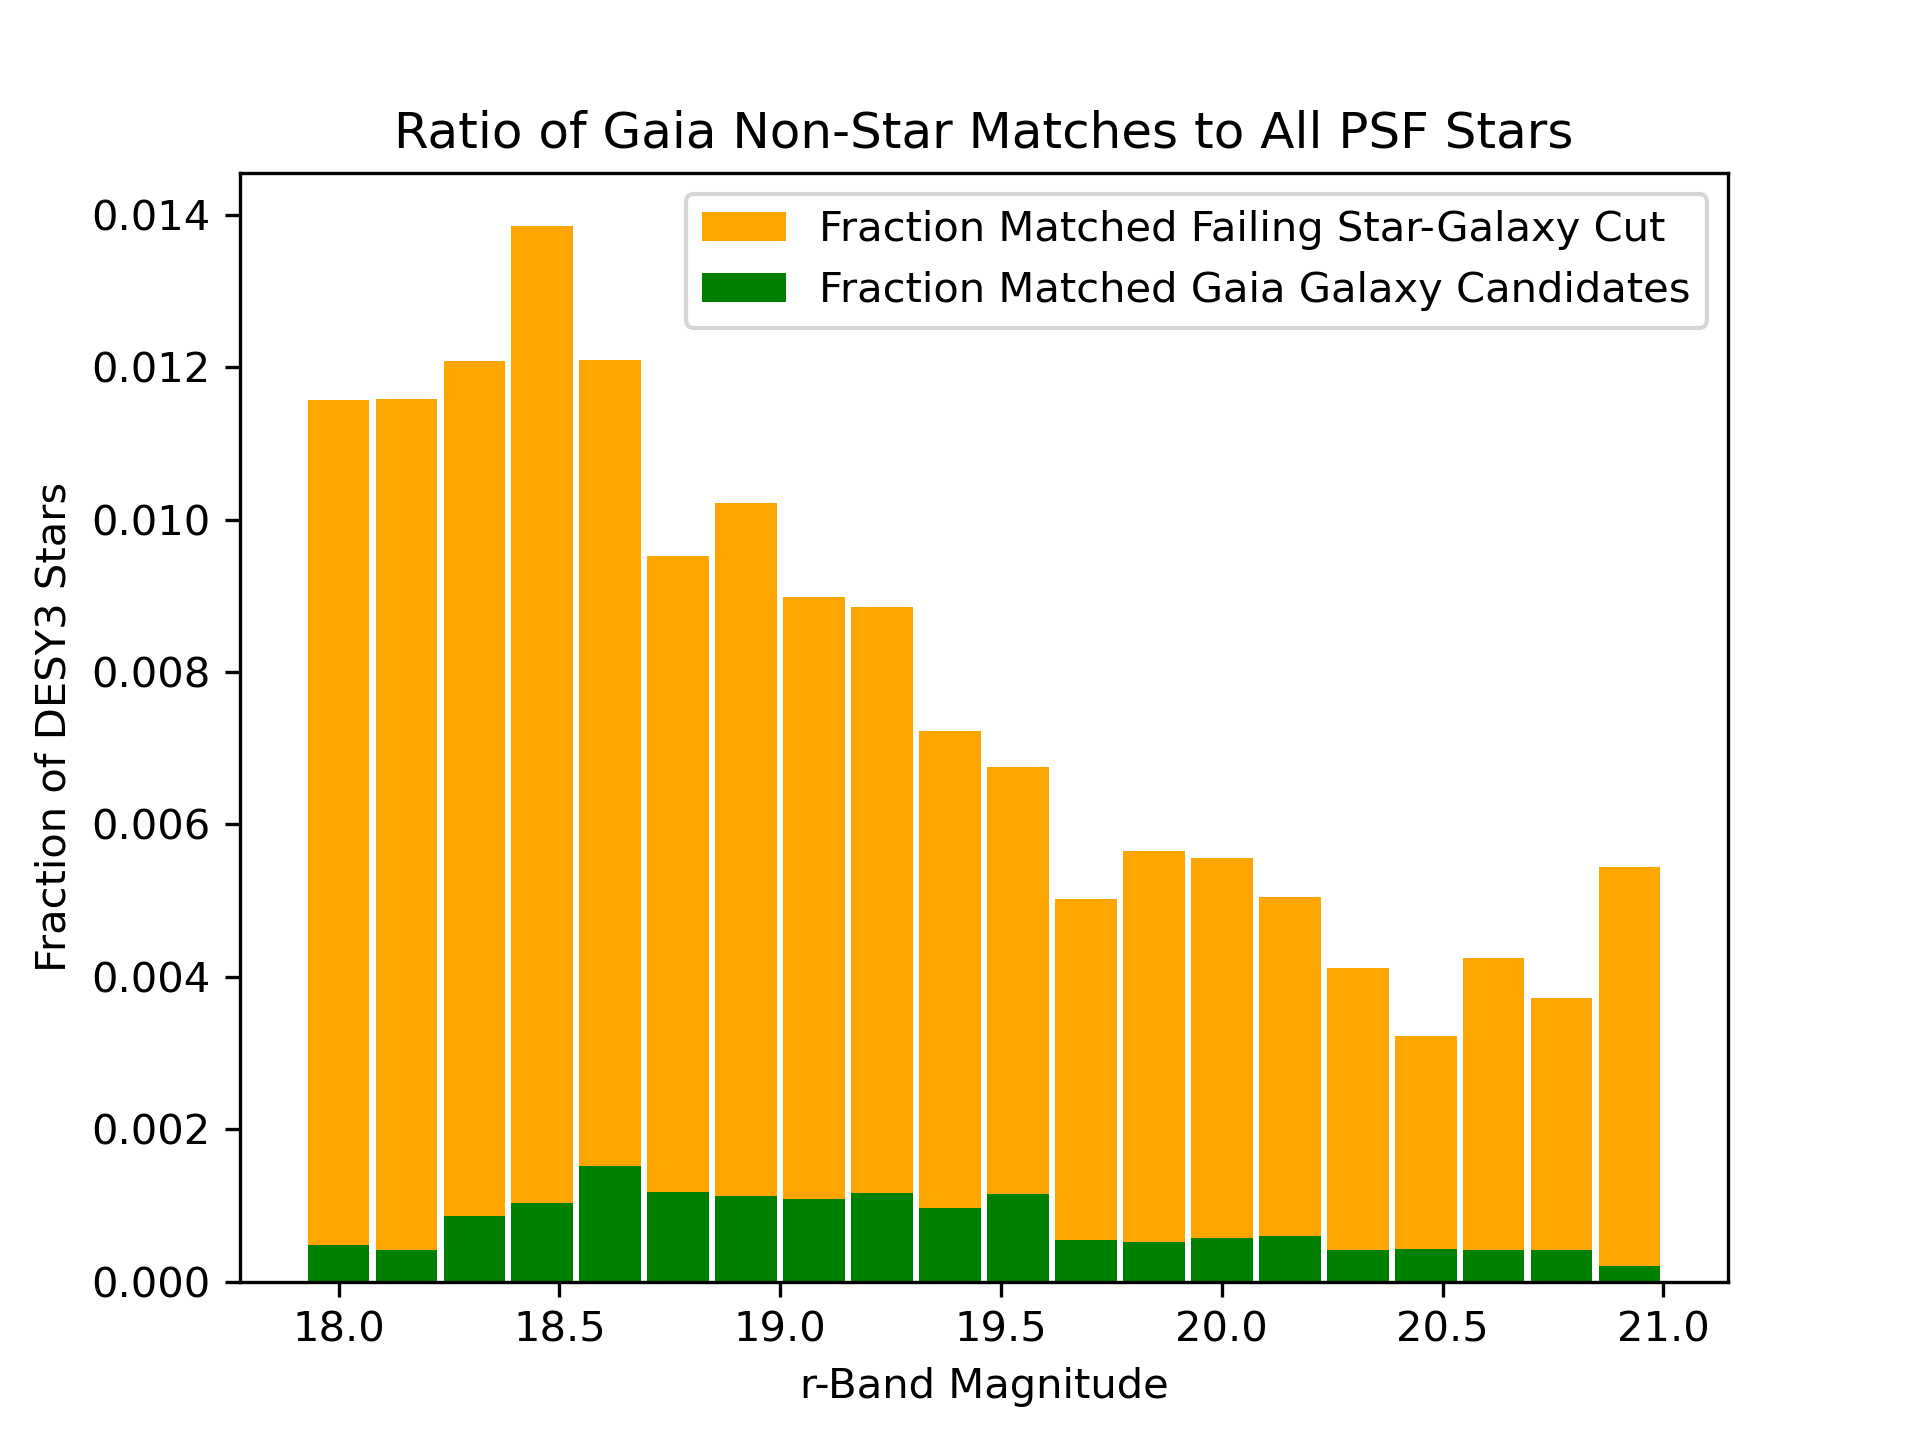 Ratio of Gaia Non-Star Matches to All PSF Stars
Fraction Matched Failing Star-Galaxy Cut
Fraction Matched Gaia Galaxy Candidates
Fraction of DESY3 Stars
0.014
0.012
0.010
0.008
0.006
0.004
0.002
0.000
18.0 18.5 19.0 19.5 20.0 20.5 21.0
r-Band Magnitude